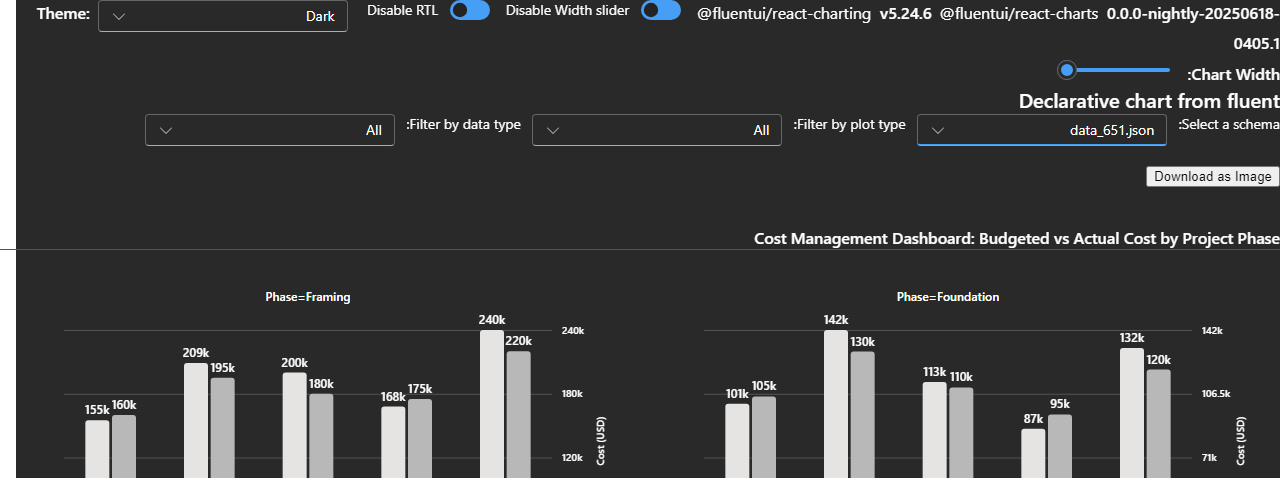 Theme:
Dark
Disable RTL
Disable Width slider
@fluentui/react-charting v5.24.6 @fluentui/react-charts 0.0.0-nightly-20250618-
0405.1
:Chart Width
Declarative chart from fluent
:Select a schema
data_651.json
:Filter by plot type
All
:Filter by data type
All
Download as Image
Cost Management Dashboard: Budgeted vs Actual Cost by Project Phase
Phase=Framing
155k
160k
209k
195k
200k
180k
168k
175k
240k
220k
240k
180k
120k
Cost (USD)
Phase=Foundation
101k
105k
142k
130k
113k
110k
87k
95k
132k
120k
142k
106.5k
71k
Cost (USD)